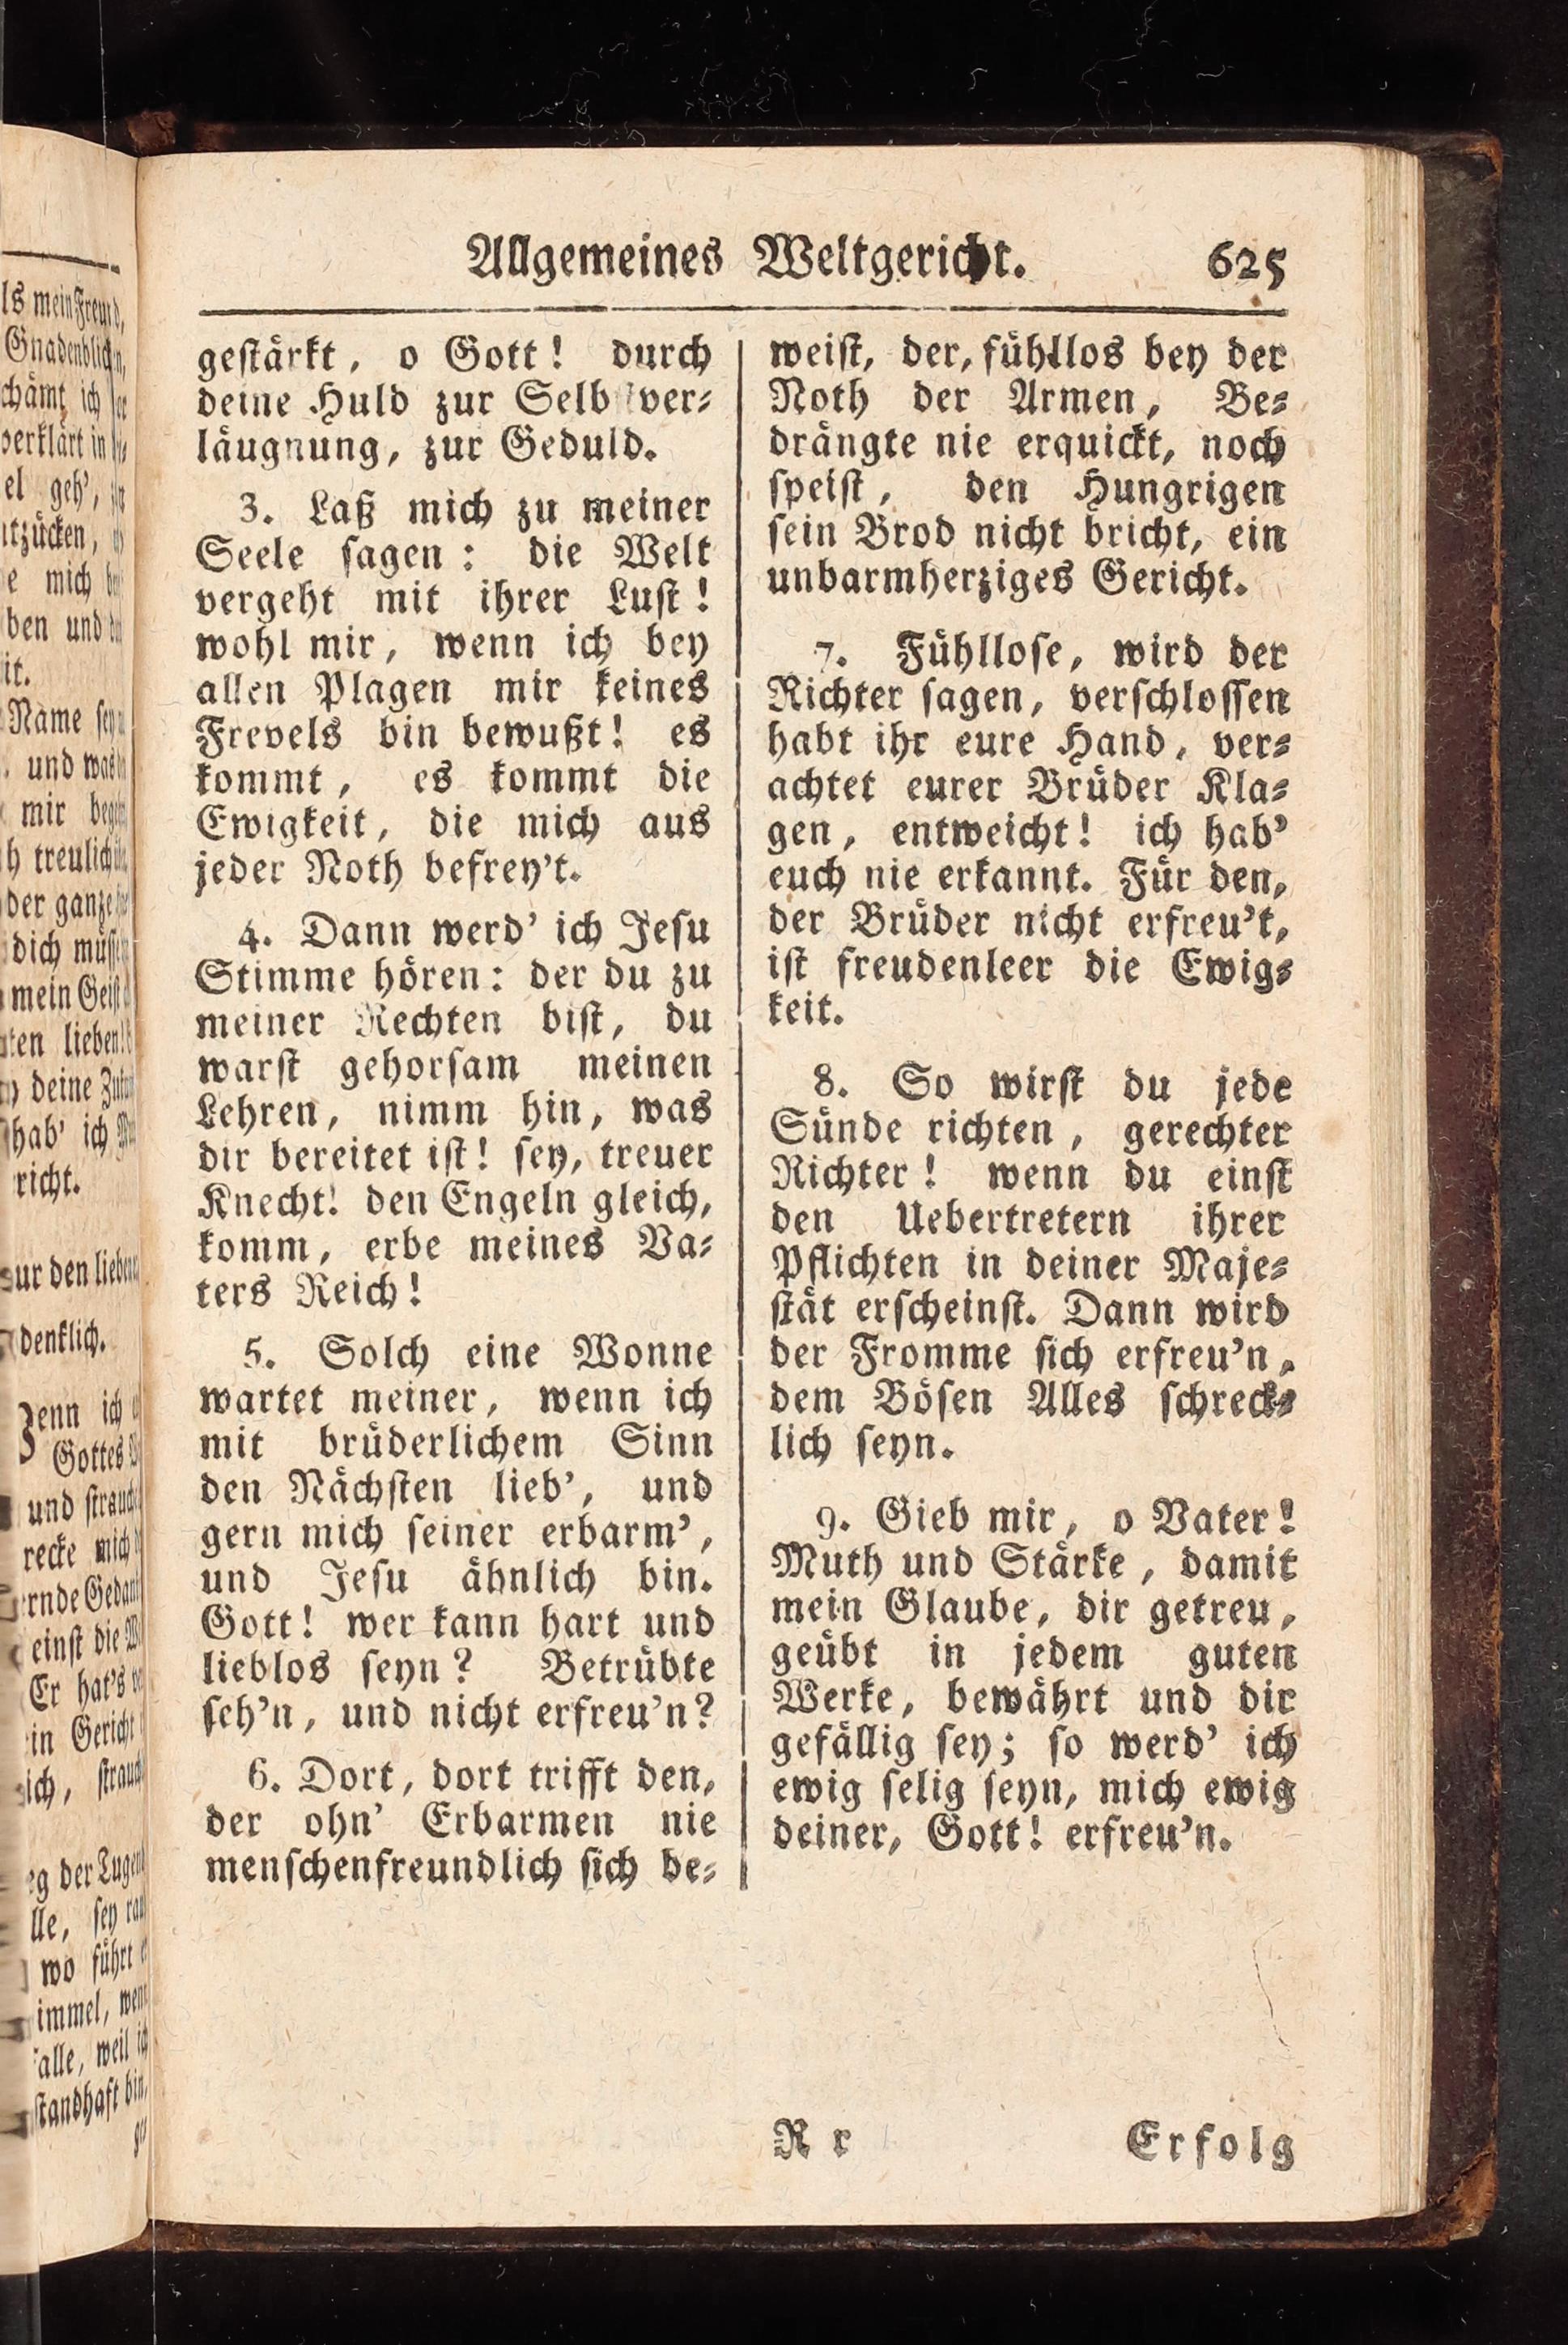 Allgemeines Weltgericht. 625
gestärkt, o Gott! durch
deine Huld zur Selbstver-
läugnung, zur Geduld.
3. Laß mich zu meiner
Seele sagen: die Welt
vergeht mit ihrer Lust!
wohl mir, wenn ich bey
allen Plagen mir keines
Frevels bin bewußt! es
kommt, es kommt die
Ewigkeit, die mich aus
jeder Noth befrey't.
4. Dann werd' ich Jesu
Stimme hören: der du zu
meiner Rechten bist, du
warst gehorsam meinen
Lehren, nimm hin, was
dir bereitet ist! sey, treuer
Knecht! den Engeln gleich,
komm, erbe meines Va-
ters Reich!
5. Solch eine Wonne
wartet meiner, wenn ich
mit brüderlichem Sinn
den Nächsten lieb', und
gern mich seiner erbarm',
und Jesu ähnlich bin.
Gott! wer kann hart und
lieblos seyn? Betrübte
seh'n, und nicht erfreu'n?
6. Dort, dort trifft den,
der ohn' Erbarmen nie
menschenfreundlich sich be-
weist, der, fühllos bey der
Noth der Armen, Be-
drängte nie erquickt, noch
speist, den Hungrigen
sein Brod nicht bricht, ein
unbarmherziges Gericht.
7. Fühllose, wird der
Richter sagen, verschlossen
habt ihr eure Hand, ver-
achtet eurer Brüder Kla-
gen, entweicht! ich hab'
euch nie erkannt. Für den,
der Brüder nicht erfreu't,
ist freudenleer die Ewig-
keit.
8. So wirst du jede
Sünde richten, gerechter
Richter! wenn du einst
den Uebertretern ihrer
Pflichten in deiner Maje-
stät erscheinst. Dann wird
der Fromme sich erfreu'n,
dem Bösen Alles schreck-
lich seyn.
9. Gieb mir, o Vater!
Muth und Stärke, damit
mein Glaube, dir getreu,
geübt in jedem guten
Werke, bewährt und dir
gefällig sey; so werd' ich
ewig selig seyn, mich ewig
deiner, Gott! erfreu'n.
R r Erfolg